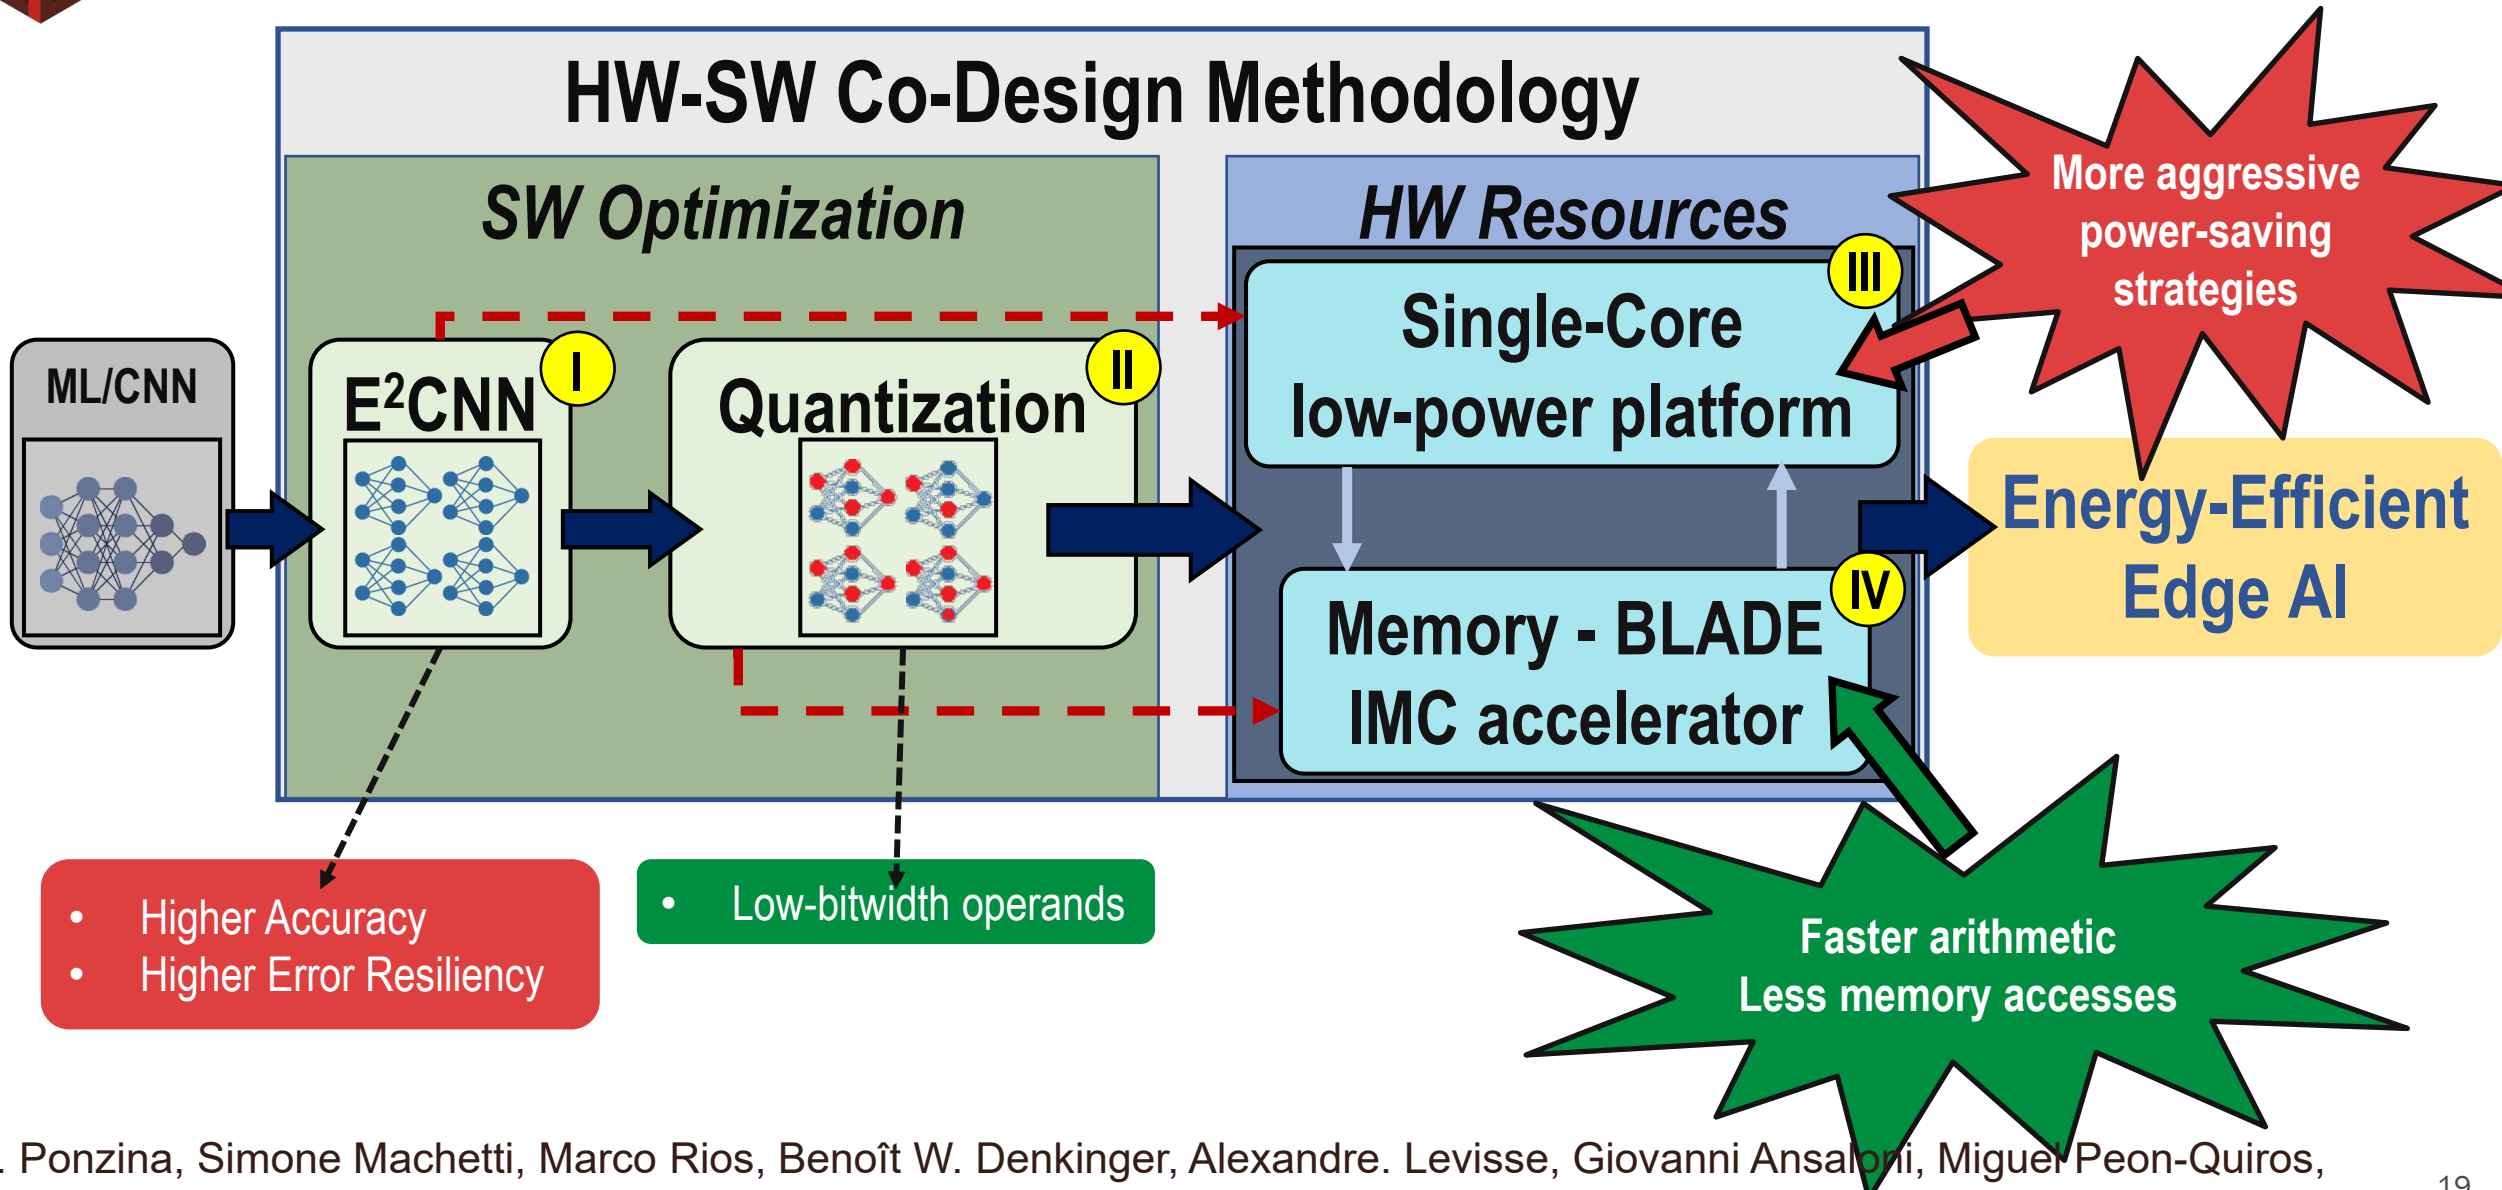 HW-SW Co-Design Methodology
SW Optimization
HW Resources
More aggressive
power-saving
strategies
III
Single-Core
low-power platform
ML/CNN
I
E²CNN
II
Quantization
Energy-Efficient
Edge AI
IV
Memory - BLADE
IMC accelerator
• Higher Accuracy
• Higher Error Resiliency
• Low-bitwidth operands
Faster arithmetic
Less memory accesses
. Ponzina, Simone Machetti, Marco Rios, Benoît W. Denkinger, Alexandre. Levisse, Giovanni Ansaloni, Miguel Peon-Quiros,
19